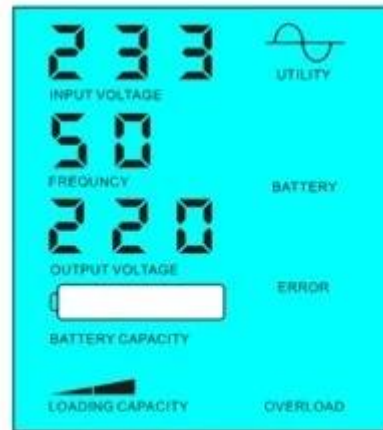 233
UTILITY
INPUT VOLTAGE
50
FREQUNCY
BATTERY
220
OUTPUT VOLTAGE
ERROR
BATTERY CAPACITY
LOADING CAPACITY
OVERLOAD